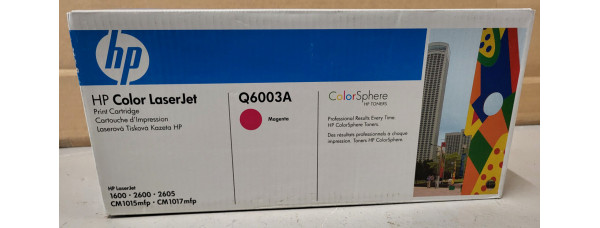 hp
HP Color LaserJet
Print Cartridge
Cartouche d'Impression
Laserová Tisková Kazeta HP
HP LaserJet
1600 • 2600 • 2605
CM1015mfp • CM1017mfp
Q6003A
Magenta
ColorSphere
HP TONERS
Professional Results Every Time.
HP ColorSphere Toners.
Des résultats professionnels à chaque
impression. Toners HP ColorSphere.